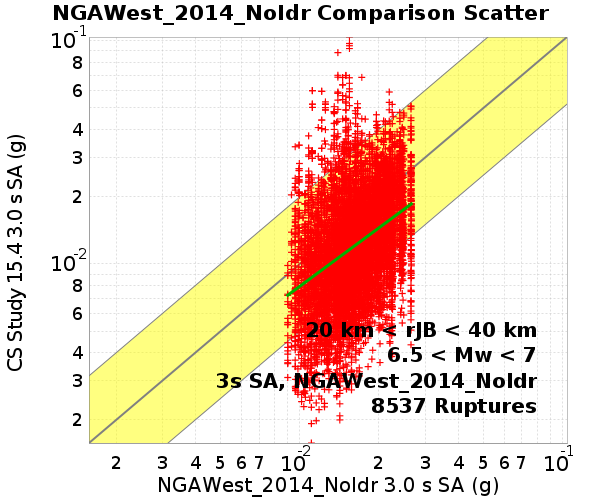 NGAWest_2014_NoIdr Comparison Scatter
10-1
8
6
4
3
2
10-2
8
6
4
3
2
CS Study 15.4 3.0 s SA (g)
20 km < rJB < 40 km
6.5 < Mw < 7
3s SA, NGAWest_2014_NoIdr
8537 Ruptures
2 3 4 5 6 7 10-2 2 3 4 5 6 7 10-1
NGAWest_2014_NoIdr 3.0 s SA (g)